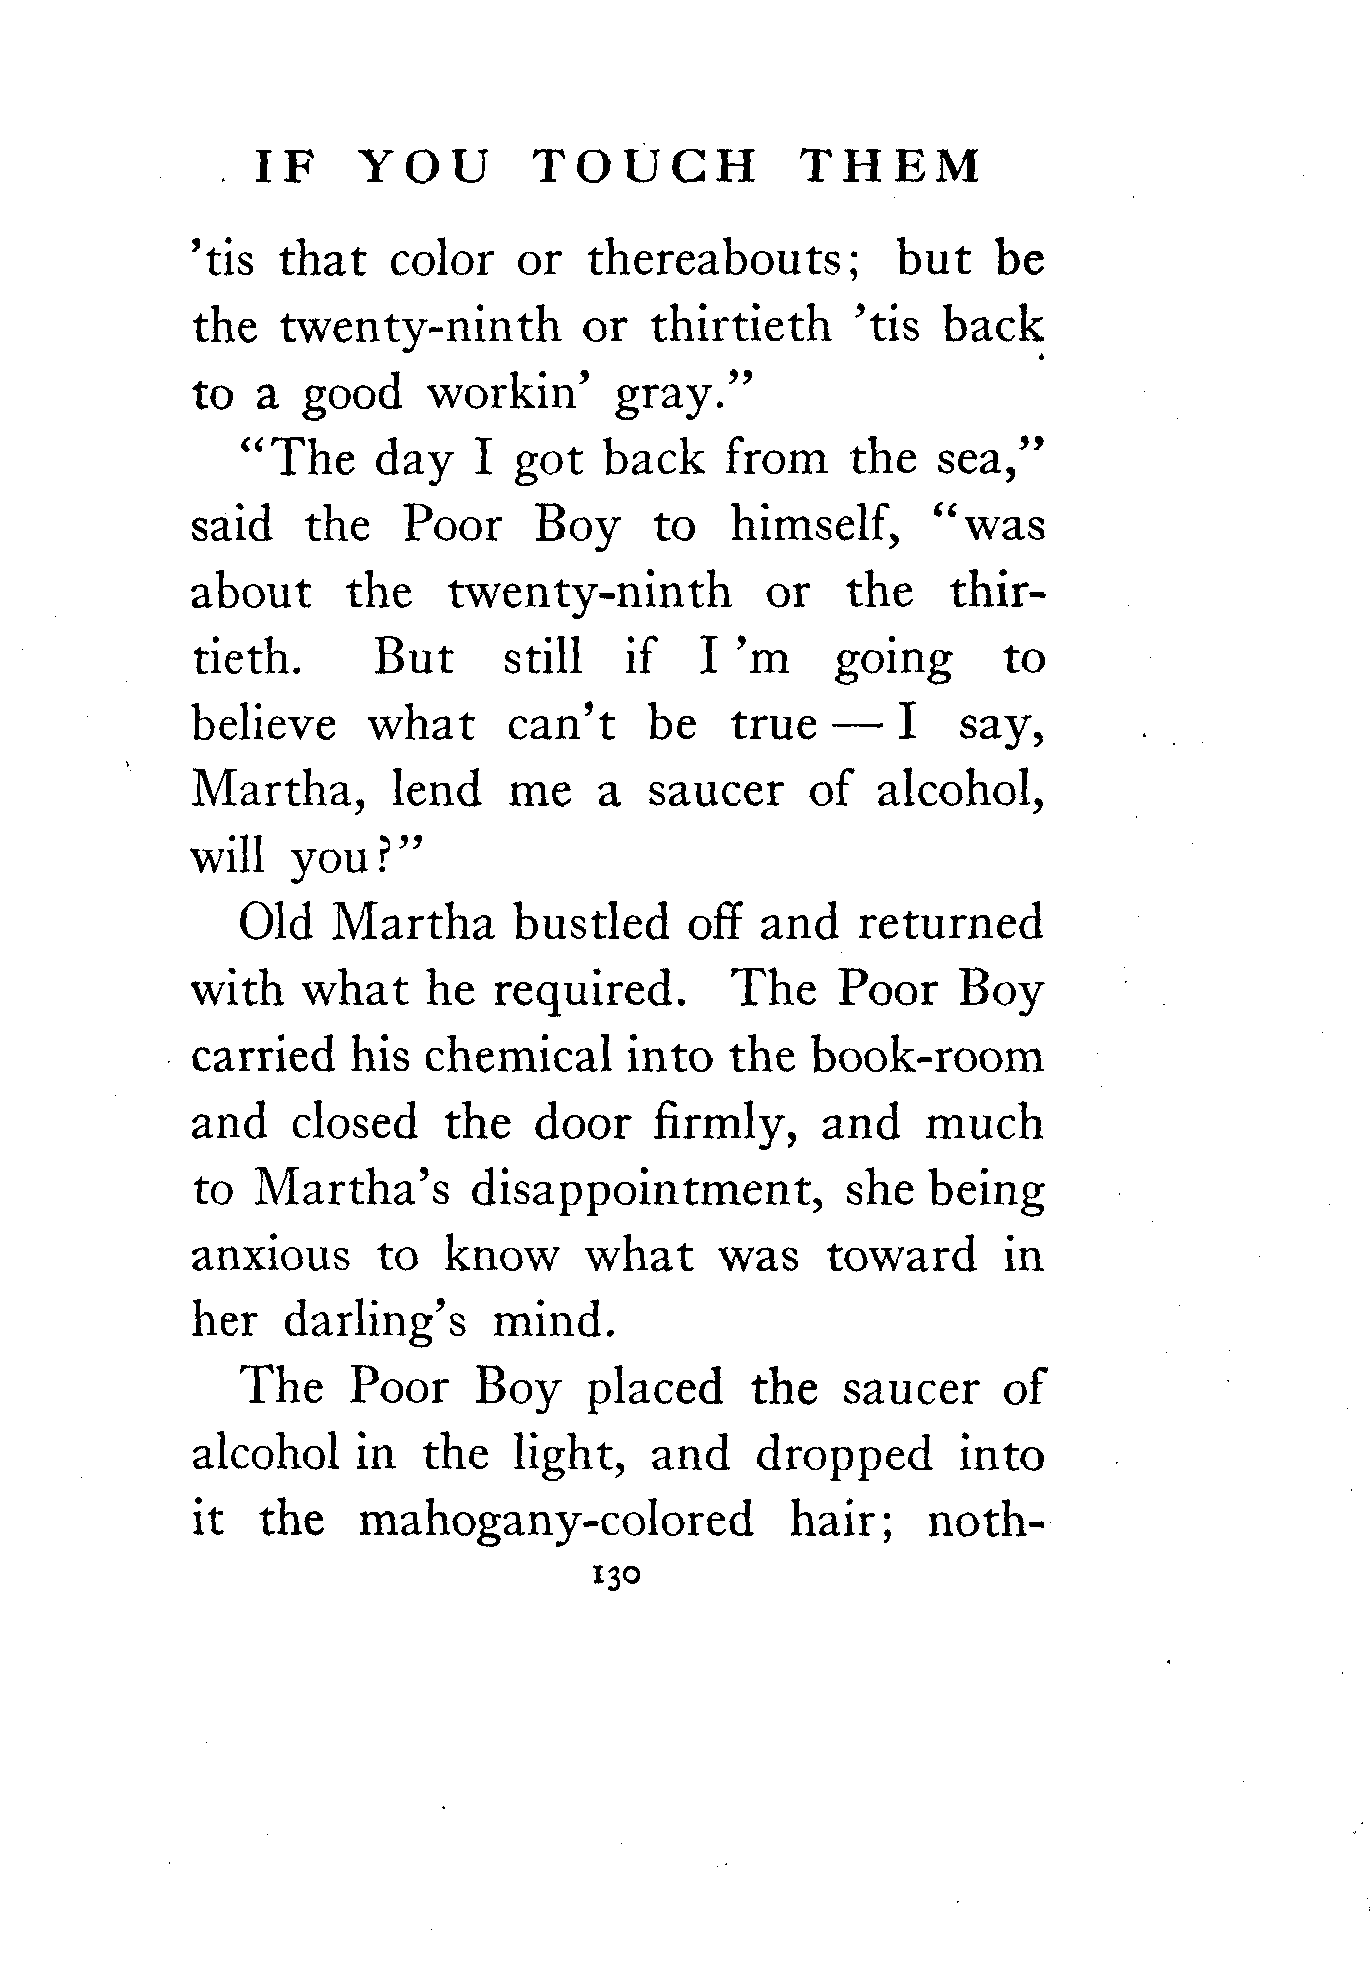 IF YOU TOUCH THEM
'tis that color or thereabouts; but be
the twenty-ninth or thirtieth 'tis back
to a good workin' gray."
"The day I got back from the sea,"
said the Poor Boy to himself, "was
about the twenty-ninth or the thir-
tieth. But still if I 'm going to
believe what can't be true — I say,
Martha, lend me a saucer of alcohol,
will you?"
Old Martha bustled off and returned
with what he required. The Poor Boy
carried his chemical into the book-room
and closed the door firmly, and much
to Martha's disappointment, she being
anxious to know what was toward in
her darling's mind.
The Poor Boy placed the saucer of
alcohol in the light, and dropped into
it the mahogany-colored hair; noth-
130